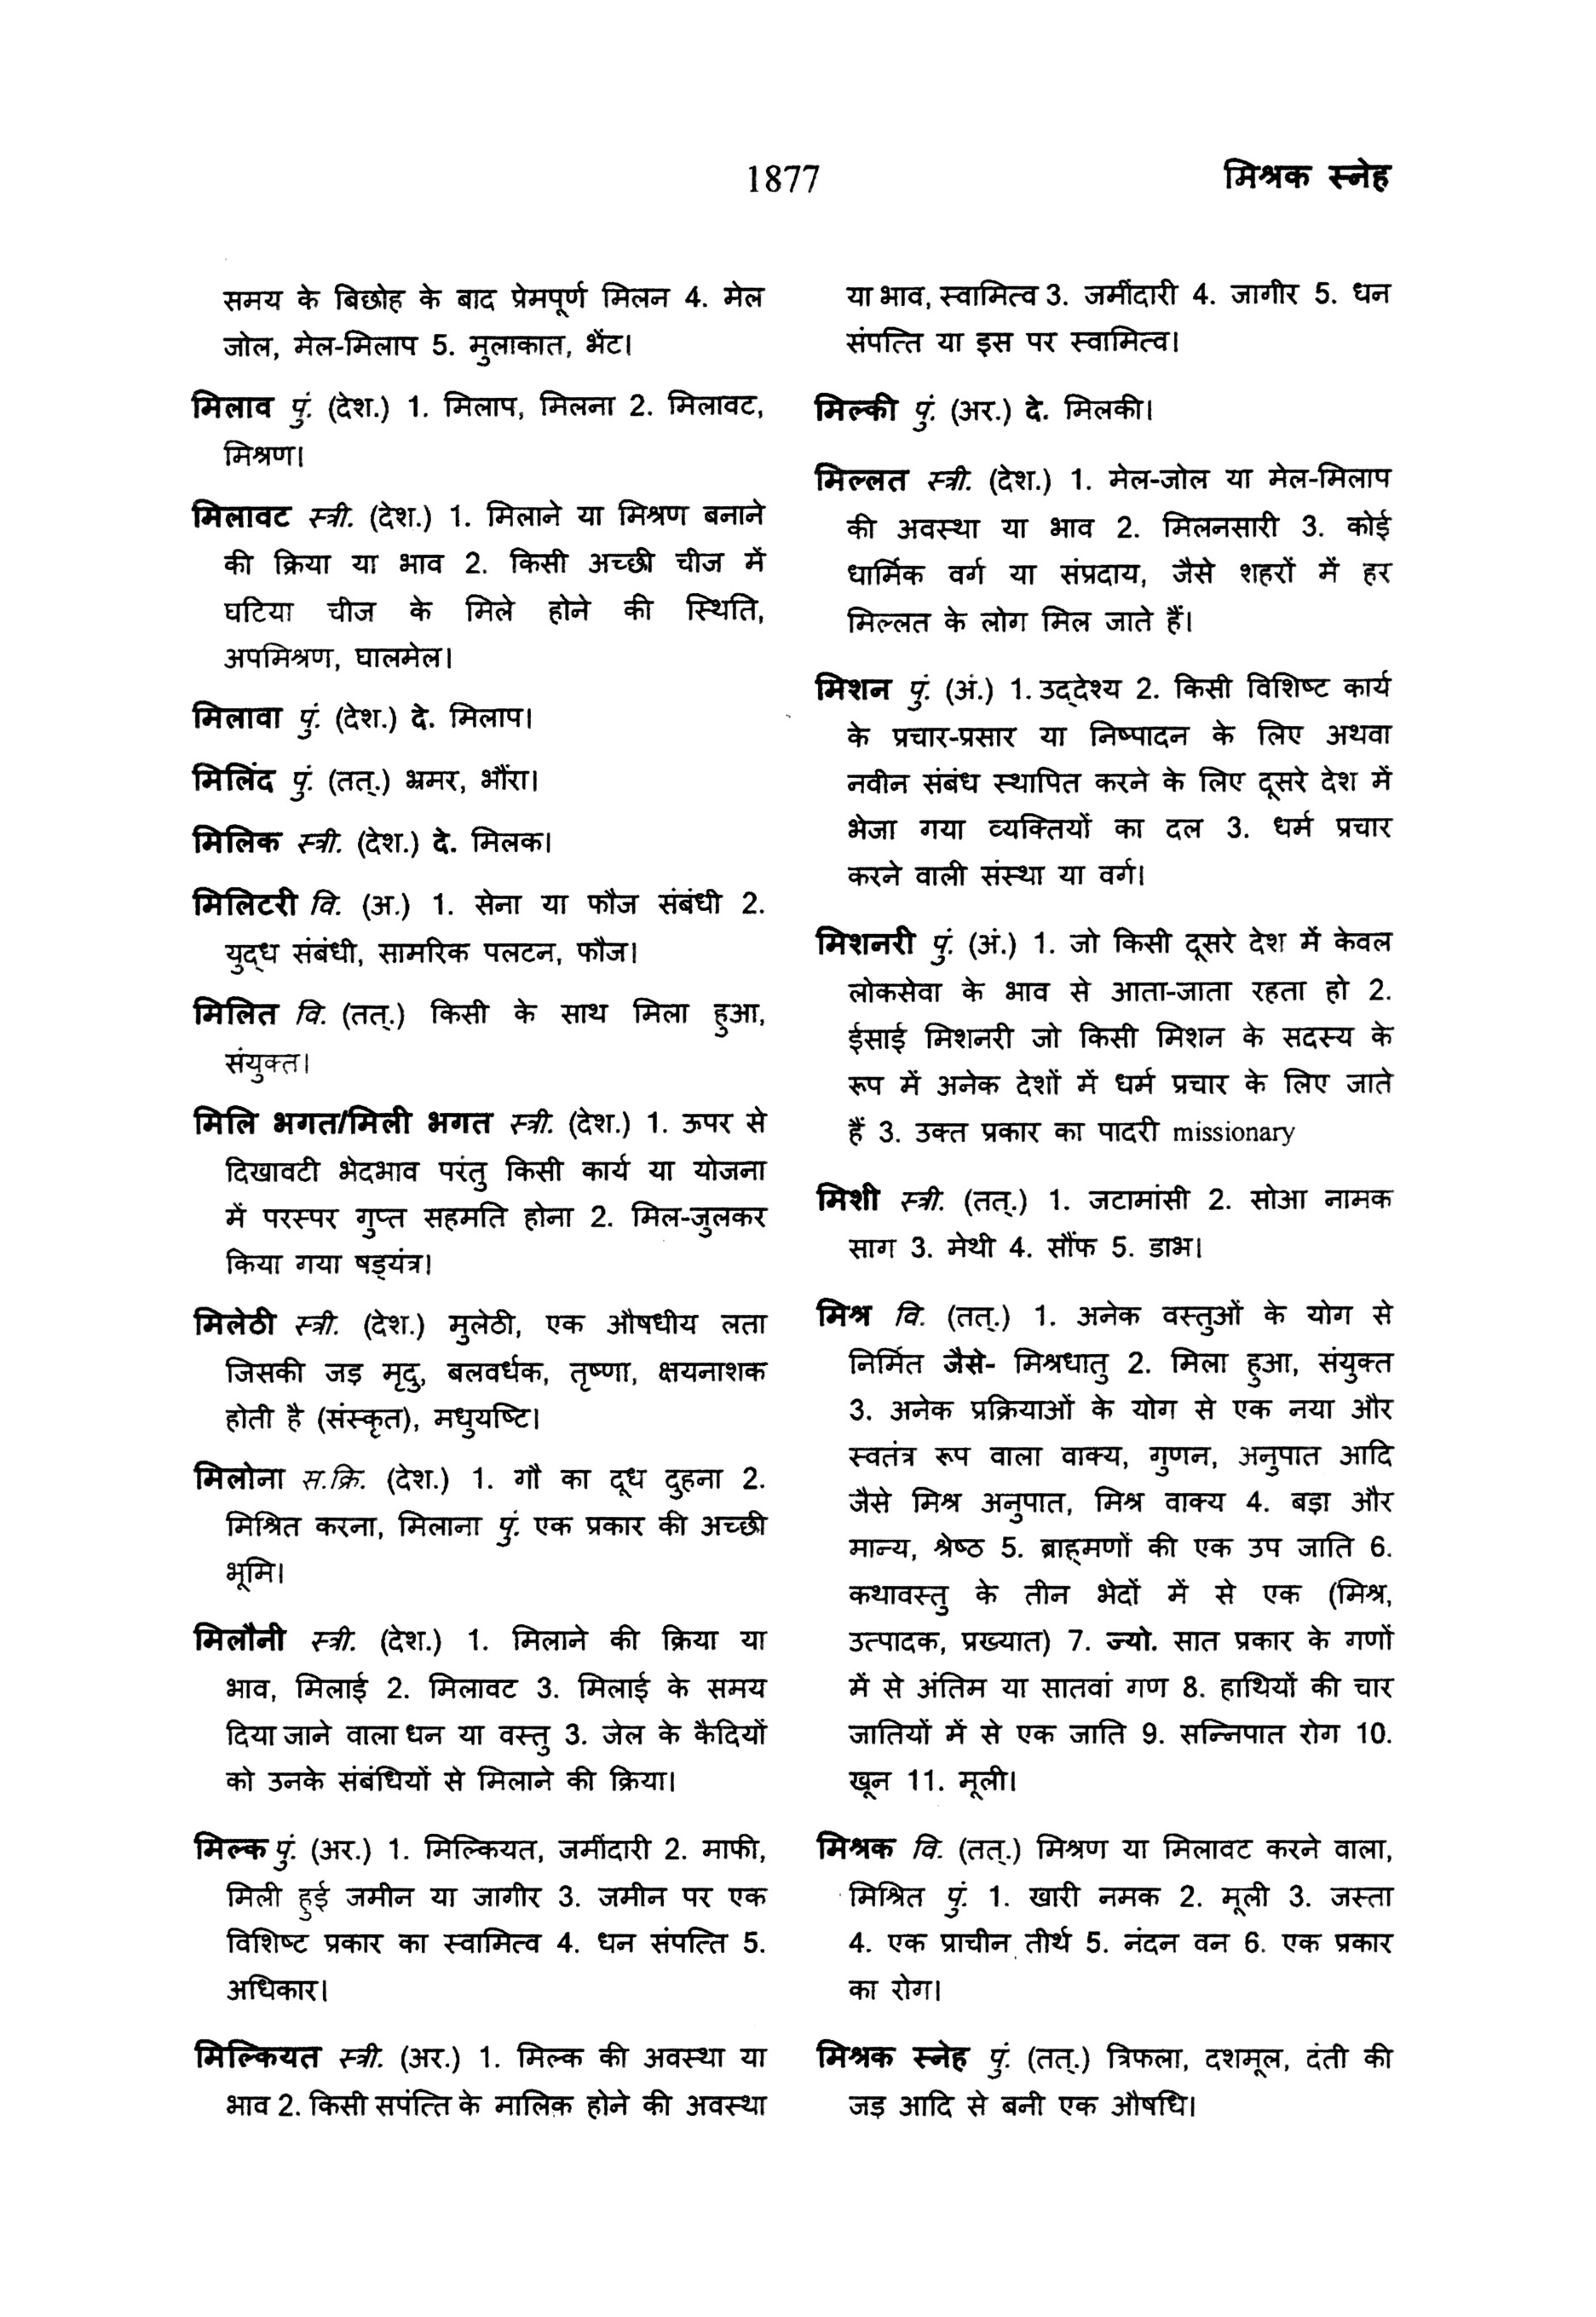 1877
मिश्रक स्नेह
समय के बिछोह के बाद प्रेमपूर्ण मिलन 4. मेल
जोल, मेल-मिलाप 5. मुलाकात, भेंट।
मिलाव पुं. (देश.) 1. मिलाप, मिलना 2. मिलावट,
मिश्रण।
मिलावट स्त्री. (देश.) 1. मिलाने या मिश्रण बनाने
की क्रिया या भाव 2. किसी अच्छी चीज में
घटिया चीज के मिले होने की स्थिति,
अपमिश्रण, घालमेल।
मिलावा पुं. (देश.) दे. मिलाप।
मिलिंद पुं. (तत्.) भ्रमर, भौंरा।
मिलिक स्त्री. (देश.) दे. मिलक।
मिलिटरी वि. (अ.) 1. सेना या फौज संबंधी 2.
युद्ध संबंधी, सामरिक पलटन, फौज।
मिलित वि. (तत्.) किसी के साथ मिला हुआ,
संयुक्त।
मिलि भगत/मिली भगत स्त्री. (देश.) 1. ऊपर से
दिखावटी भेदभाव परंतु किसी कार्य या योजना
में परस्पर गुप्त सहमति होना 2. मिल-जुलकर
किया गया षड्यंत्र।
मिलेठी स्त्री. (देश.) मुलेठी, एक औषधीय लता
जिसकी जड़ मृदु, बलवर्धक, तृष्णा, क्षयनाशक
होती है (संस्कृत), मधुयष्टि।
मिलोना स.क्रि. (देश.) 1. गौ का दूध दुहना 2.
मिश्रित करना, मिलाना पुं. एक प्रकार की अच्छी
भूमि।
मिलौनी स्त्री. (देश.) 1. मिलाने की क्रिया या
भाव, मिलाई 2. मिलावट 3. मिलाई के समय
दिया जाने वाला धन या वस्तु 3. जेल के कैदियों
को उनके संबंधियों से मिलाने की क्रिया।
मिल्क पुं. (अर.) 1. मिल्कियत, जमींदारी 2. माफी,
मिली हुई जमीन या जागीर 3. जमीन पर एक
विशिष्ट प्रकार का स्वामित्व 4. धन संपत्ति 5.
अधिकार।
मिल्कियत स्त्री. (अर.) 1. मिल्क की अवस्था या
भाव 2. किसी सपंत्ति के मालिक होने की अवस्था
या भाव, स्वामित्व 3. जमींदारी 4. जागीर 5. धन
संपत्ति या इस पर स्वामित्व।
मिल्की पुं. (अर.) दे. मिलकी।
मिल्लत स्त्री. (देश.) 1. मेल-जोल या मेल-मिलाप
की अवस्था या भाव 2. मिलनसारी 3. कोई
धार्मिक वर्ग या संप्रदाय, जैसे शहरों में हर
मिल्लत के लोग मिल जाते हैं।
मिशन पुं. (अं.) 1. उद्देश्य 2. किसी विशिष्ट कार्य
के प्रचार-प्रसार या निष्पादन के लिए अथवा
नवीन संबंध स्थापित करने के लिए दूसरे देश में
भेजा गया व्यक्तियों का दल 3. धर्म प्रचार
करने वाली संस्था या वर्ग।
मिशनरी पुं. (अं.) 1. जो किसी दूसरे देश में केवल
लोकसेवा के भाव से आता-जाता रहता हो 2.
ईसाई मिशनरी जो किसी मिशन के सदस्य के
रूप में अनेक देशों में धर्म प्रचार के लिए जाते
हैं 3. उक्त प्रकार का पादरी missionary
मिशी स्त्री. (तत्.) 1. जटामांसी 2. सोआ नामक
साग 3. मेथी 4. सौंफ 5. डाभ।
मिश्र वि. (तत्.) 1. अनेक वस्तुओं के योग से
निर्मित जैसे- मिश्रधातु 2. मिला हुआ, संयुक्त
3. अनेक प्रक्रियाओं के योग से एक नया और
स्वतंत्र रूप वाला वाक्य, गुणन, अनुपात आदि
जैसे मिश्र अनुपात, मिश्र वाक्य 4. बड़ा और
मान्य, श्रेष्ठ 5. ब्राह्मणों की एक उप जाति 6.
कथावस्तु के तीन भेदों में से एक (मिश्र,
उत्पादक, प्रख्यात) 7. ज्यो. सात प्रकार के गणों
में से अंतिम या सातवां गण 8. हाथियों की चार
जातियों में से एक जाति 9. सन्निपात रोग 10.
खून 11. मूली।
मिश्रक वि. (तत्.) मिश्रण या मिलावट करने वाला,
मिश्रित पुं. 1. खारी नमक 2. मूली 3. जस्ता
4. एक प्राचीन तीर्थ 5. नंदन वन 6. एक प्रकार
का रोग।
मिश्रक स्नेह पुं. (तत्.) त्रिफला, दशमूल, दंती की
जड़ आदि से बनी एक औषधि।